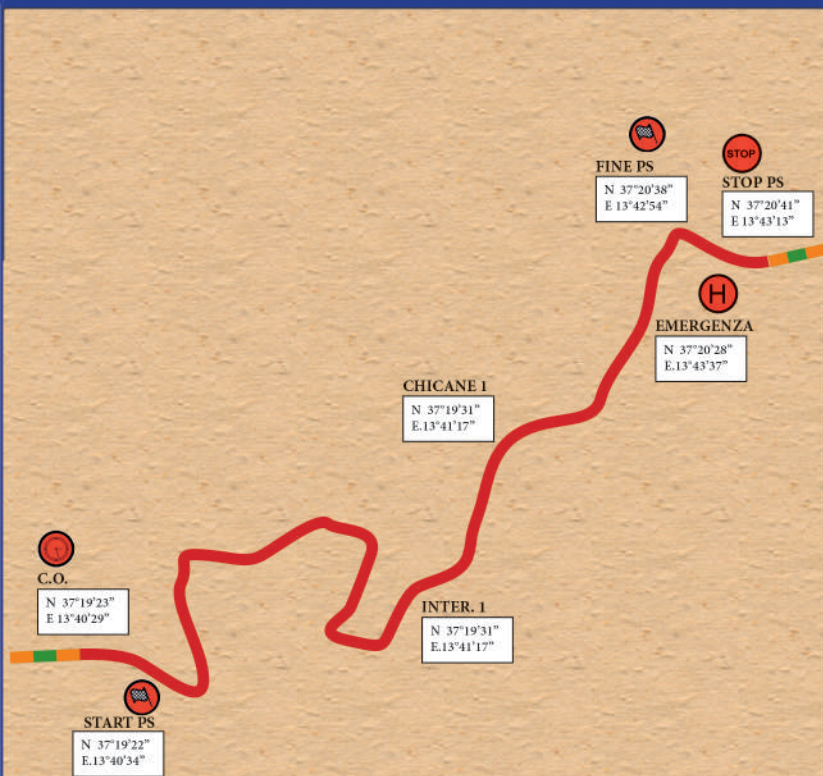 FINE PS
N 37°20'38”
E 13°42'54”
STOP
STOP PS
N 37°20'41”
E 13°43'13”
H
EMERGENZA
N 37°20'28”
E.13°43'37”
CHICANE 1
N 37°19'31”
E.13°41'17”
C.O.
N 37°19'23”
E 13°40'29”
INTER. 1
N 37°19'31”
E.13°41'17”
START PS
N 37°19'22”
E.13°40'34”